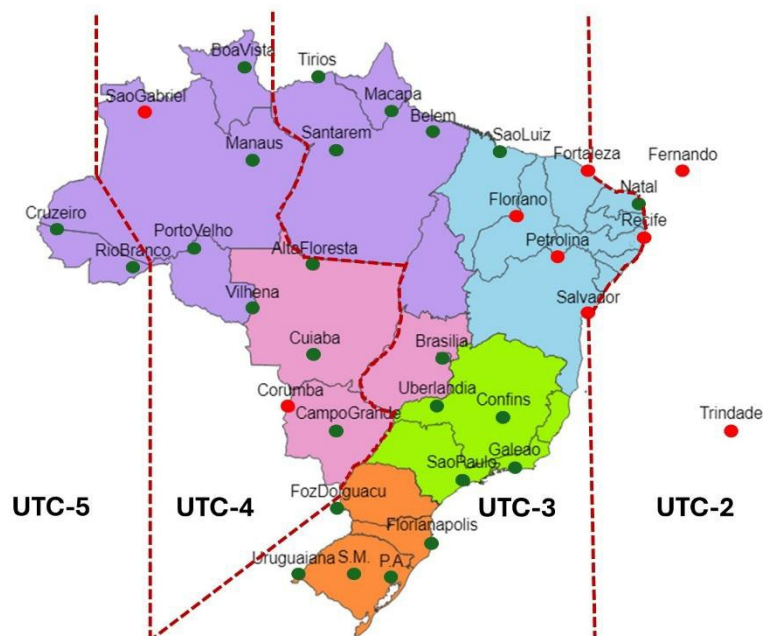 BoaVista
Tirios
SaoGabriel
Macapa
Belem
Santarem
Manaus
SaoLuiz
Fortaleza
Fernando
Natal
Floriano
Recife
Cruzeiro
PortoVelho
RioBranco
AltaFloresta
Petrolina
Vilhena
Salvador
Cuiaba
Brasilia
Corumba
Uberlandia
CampoGrande
Confins
Trindade
Galeao
SaoPaulo
FozDoIguacu
UTC-5
UTC-4
UTC-3
UTC-2
Florianapolis
Uruguaiana
S.M.
P.A.